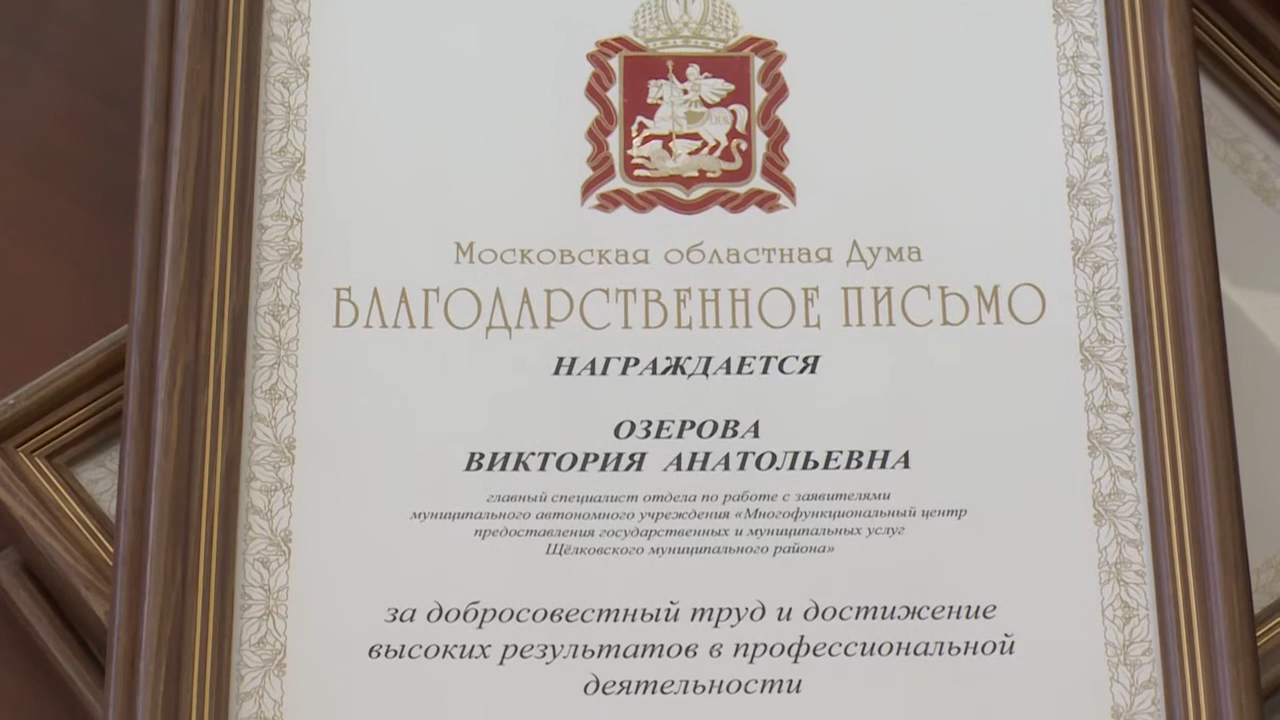 Московская областная Дума
БЛАГОДАРСТВЕННОЕ ПИСЬМО
НАГРАЖДАЕТСЯ
ОЗЕРОВА
ВИКТОРИЯ АНАТОЛЬЕВНА
главный специалист отдела по работе с заявителями
муниципального автономного учреждения «Многофункциональный центр
предоставления государственных и муниципальных услуг
Щёлковского муниципального района»
за добросовестный труд и достижение
высоких результатов в профессиональной
деятельности